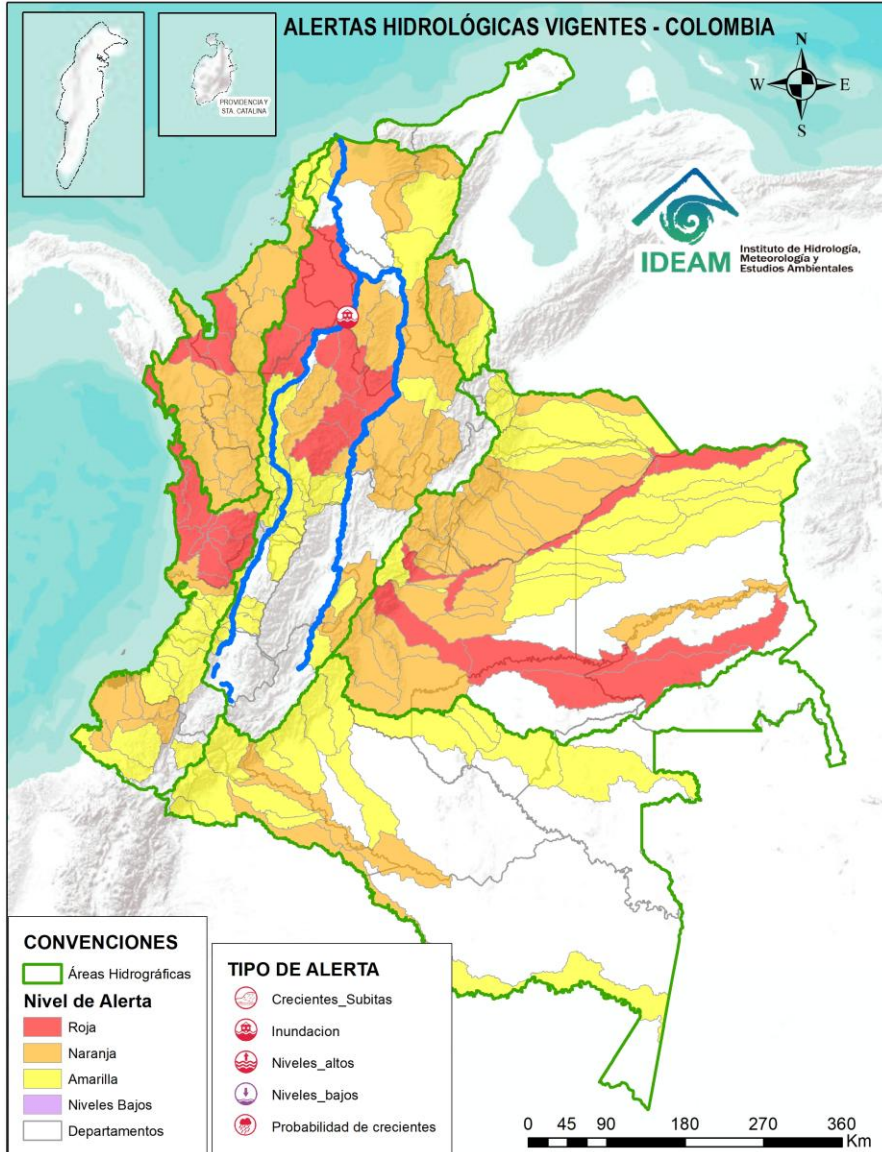 ALERTAS HIDROLÓGICAS VIGENTES - COLOMBIA
PROVIDENCIA Y
STA. CATALINA
N
W
E
S
IDEAM
Instituto de Hidrología,
Meteorología y
Estudios Ambientales
CONVENCIONES
Áreas Hidrográficas
Nivel de Alerta
Roja
Naranja
Amarilla
Niveles Bajos
Departamentos
TIPO DE ALERTA
Crecientes_Subitas
Inundacion
Niveles_altos
Niveles_bajos
Probabilidad de crecientes
0 45 90 180 270 360
Km